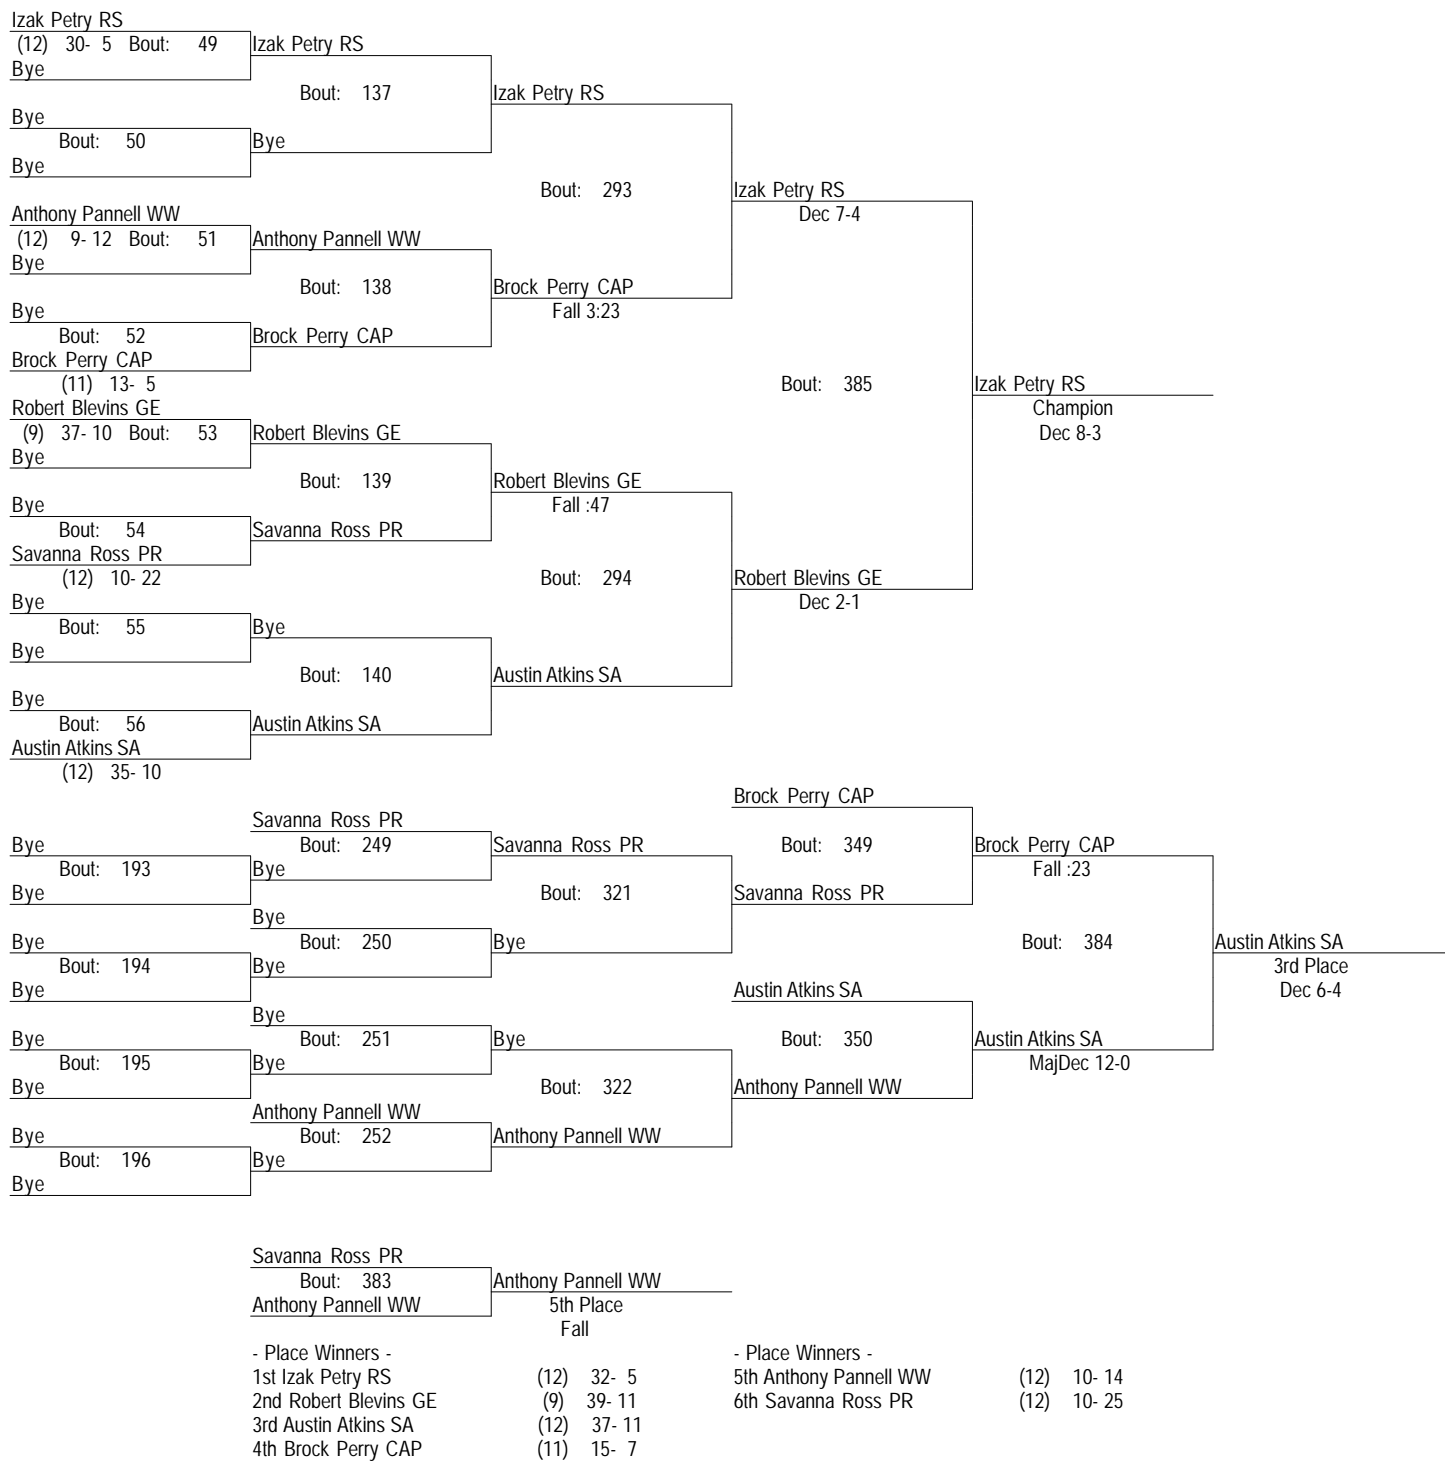 Izak Petry RS
(12) 30- 5 Bout: 49 Izak Petry RS
Bye
Bout: 137 Izak Petry RS
Bye
Bout: 50 Bye
Bye
Bout: 293 Izak Petry RS
Anthony Pannell WW Dec 7-4
(12) 9- 12 Bout: 51 Anthony Pannell WW
Bye
Bout: 138 Brock Perry CAP
Bye Fall 3:23
Bout: 52 Brock Perry CAP
Brock Perry CAP
(11) 13- 5 Bout: 385 Izak Petry RS
Robert Blevins GE Champion
(9) 37- 10 Bout: 53 Robert Blevins GE Dec 8-3
Bye
Bout: 139 Robert Blevins GE
Bye Fall :47
Bout: 54 Savanna Ross PR
Savanna Ross PR
(12) 10- 22 Bout: 294 Robert Blevins GE
Bye Dec 2-1
Bout: 55 Bye
Bye
Bout: 140 Austin Atkins SA
Bye
Bout: 56 Austin Atkins SA
Austin Atkins SA
(12) 35- 10
Brock Perry CAP
Savanna Ross PR
Bye Bout: 249 Savanna Ross PR Bout: 349 Brock Perry CAP
Bout: 193 Bye Fall :23
Bye Bout: 321 Savanna Ross PR
Bye
Bye Bout: 250 Bye Bout: 384 Austin Atkins SA
Bout: 194 Bye 3rd Place
Bye Austin Atkins SA Dec 6-4
Bye
Bye Bout: 251 Bye Bout: 350 Austin Atkins SA
Bout: 195 Bye MajDec 12-0
Bye Bout: 322 Anthony Pannell WW
Anthony Pannell WW
Bye Bout: 252 Anthony Pannell WW
Bout: 196 Bye
Bye
Savanna Ross PR
Bout: 383 Anthony Pannell WW
Anthony Pannell WW 5th Place
Fall
- Place Winners - - Place Winners -
1st Izak Petry RS (12) 32- 5 5th Anthony Pannell WW (12) 10- 14
2nd Robert Blevins GE (9) 39- 11 6th Savanna Ross PR (12) 10- 25
3rd Austin Atkins SA (12) 37- 11
4th Brock Perry CAP (11) 15- 7